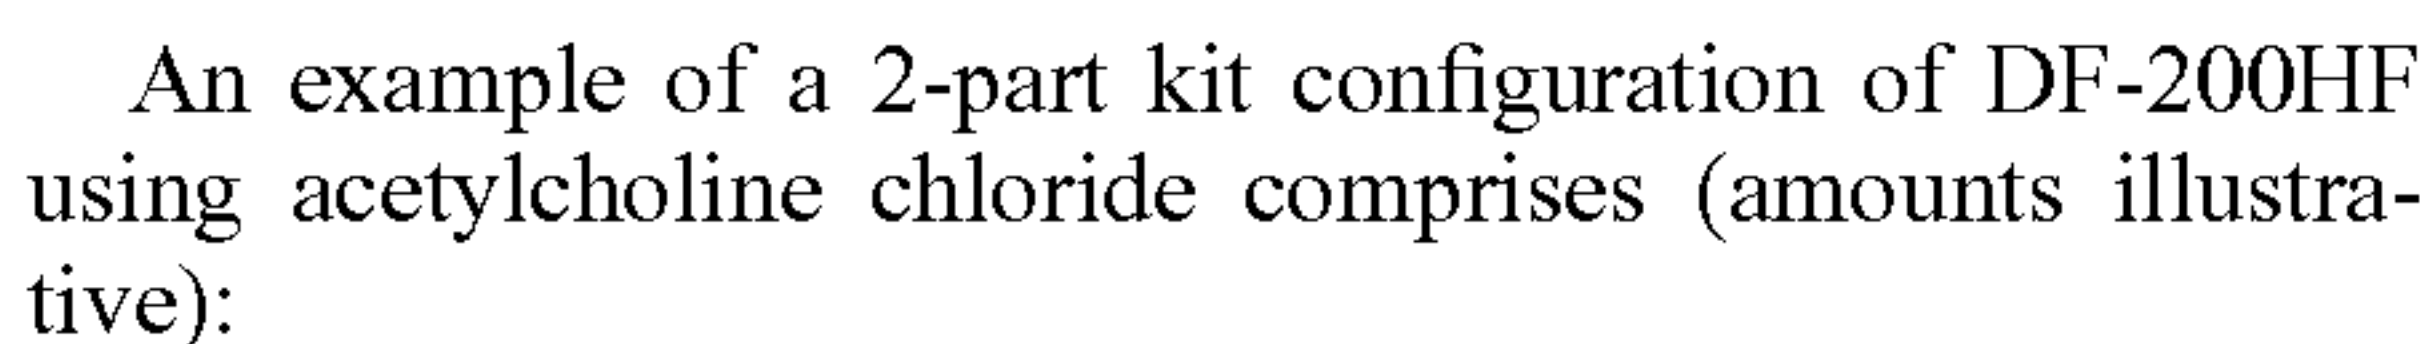 An example of a 2-part kit configuration of DF-200HF
using acetylcholine chloride comprises (amounts illustra-
tive):